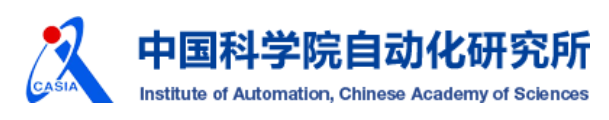 CASIA
中国科学院自动化研究所
Institute of Automation, Chinese Academy of Sciences